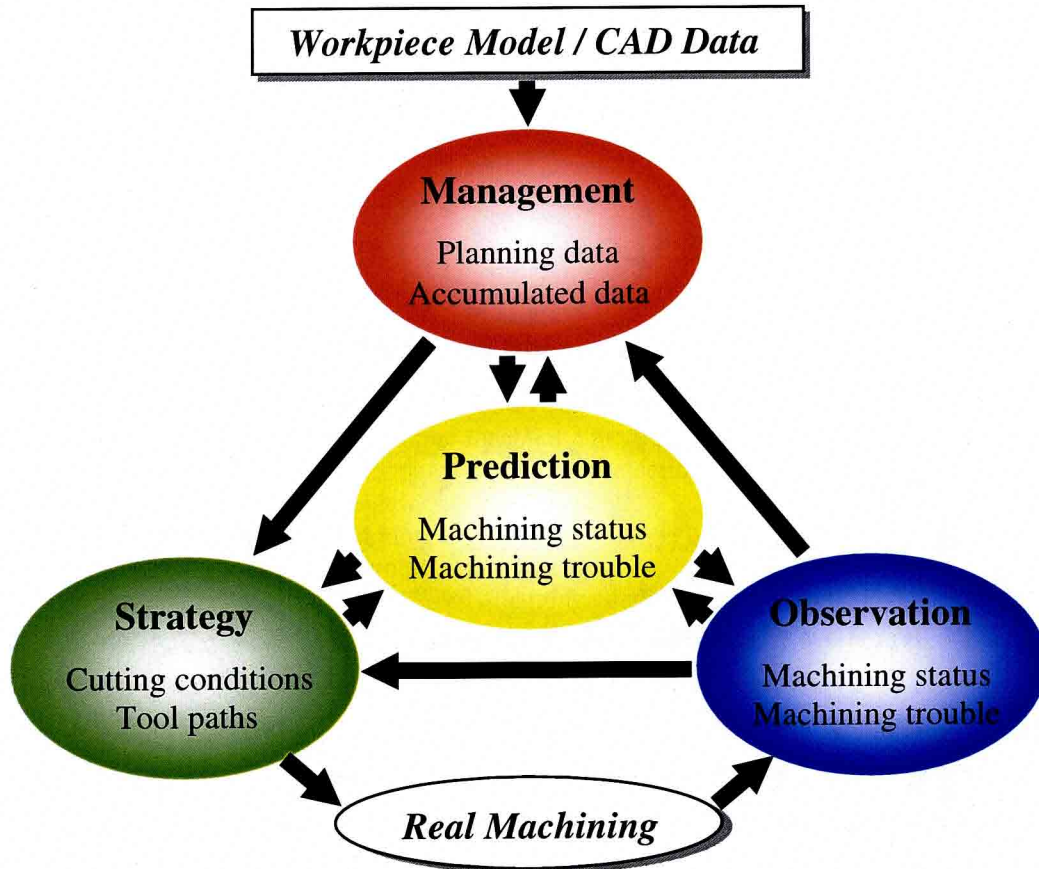 Workpiece Model / CAD Data
Management
Planning data
Accumulated data
Prediction
Machining status
Machining trouble
Strategy
Cutting conditions
Tool paths
Observation
Machining status
Machining trouble
Real Machining